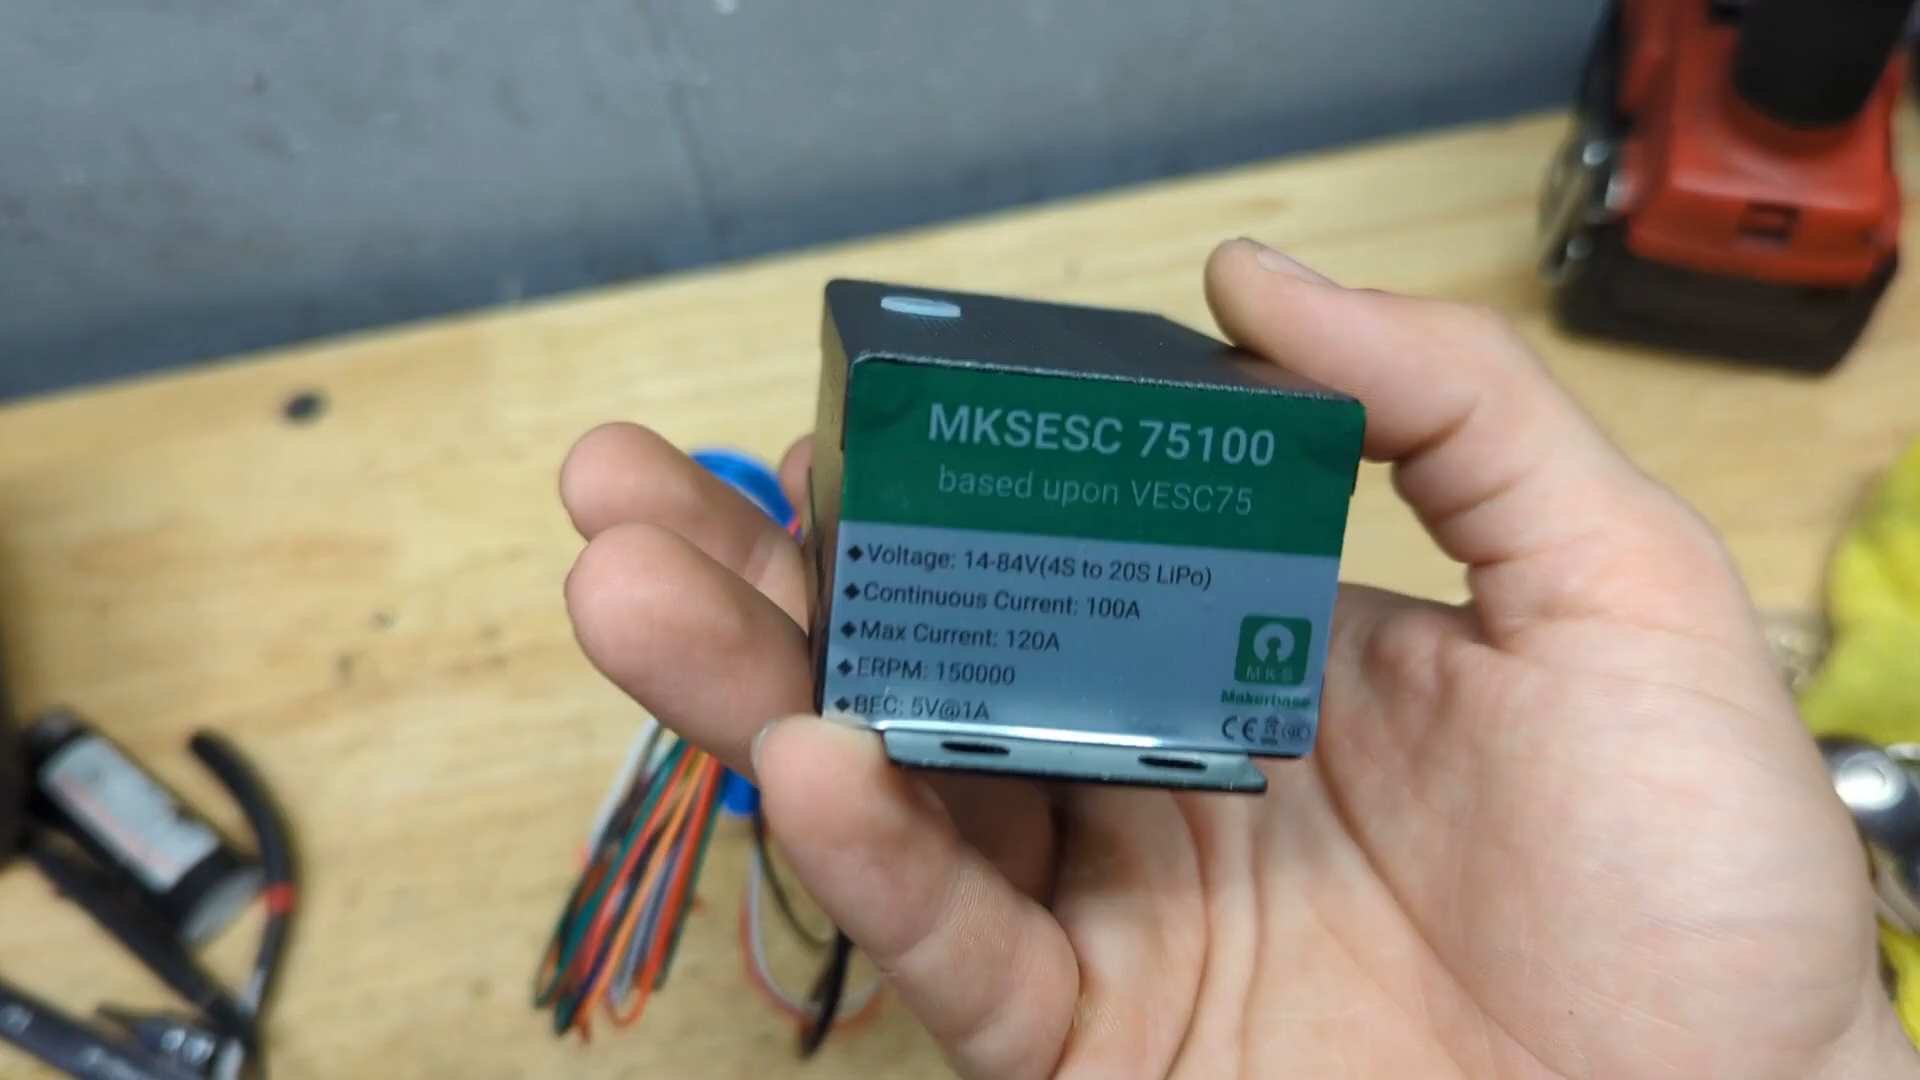 MKSESC 75100
based upon VESC75
◆Voltage: 14-84V(4S to 20S LiPo)
◆Continuous Current: 100A
◆Max Current: 120A
◆ERPM: 150000
◆BEC: 5V@1A
MKS
Makerbase
CE